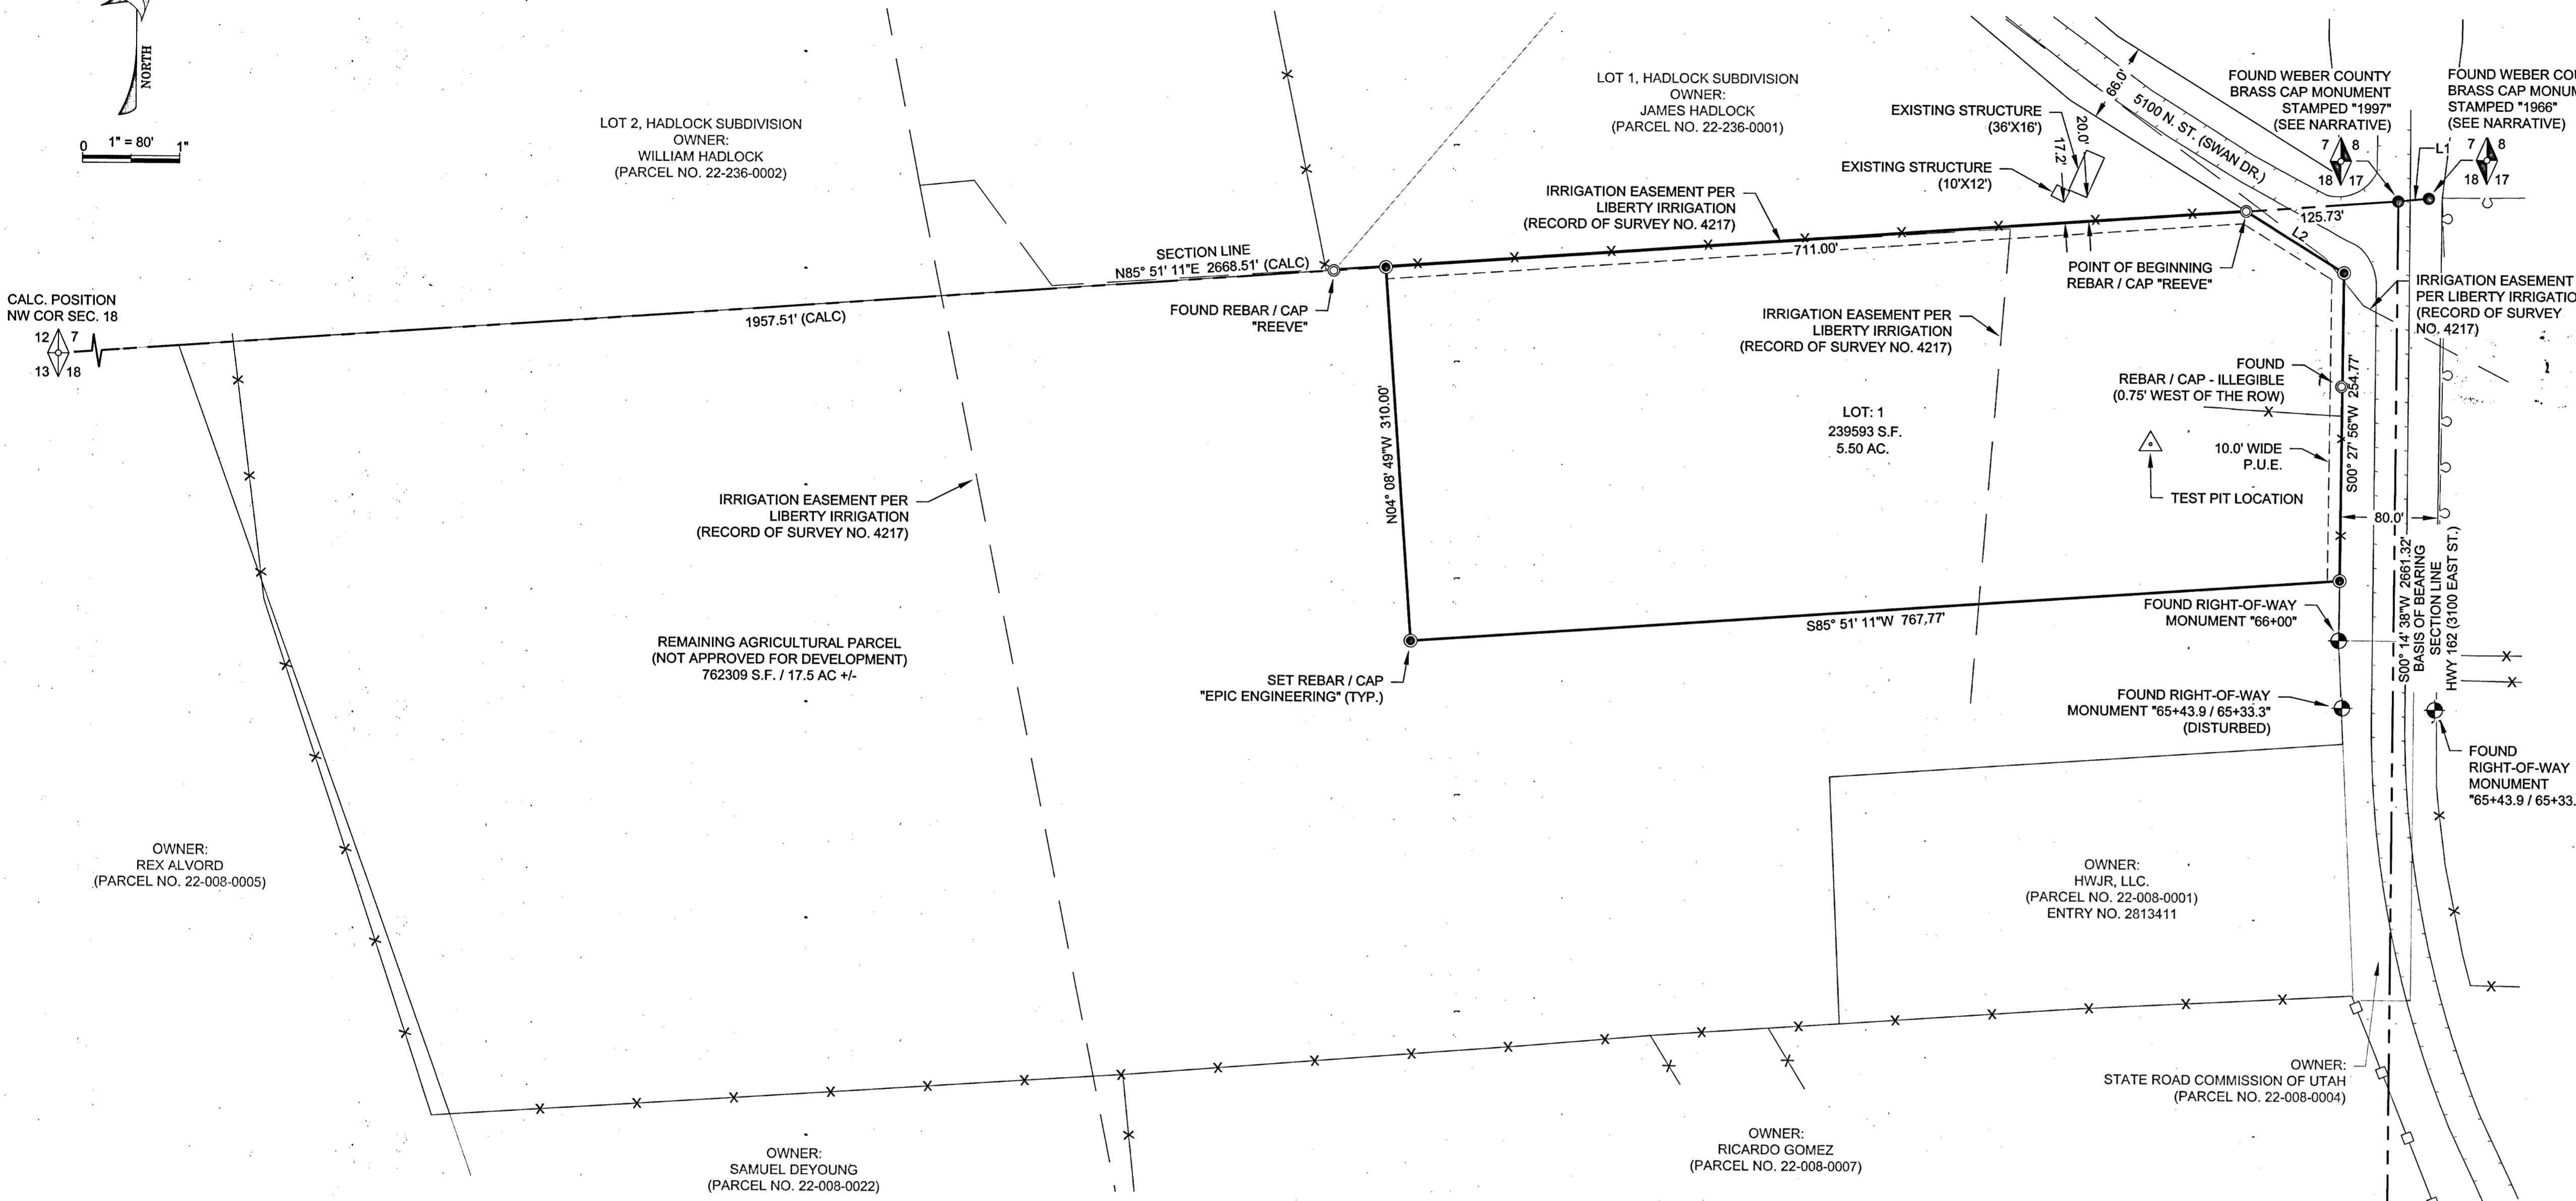 NORTH
0 1" = 80' 1"
LOT 2, HADLOCK SUBDIVISION
OWNER:
WILLIAM HADLOCK
(PARCEL NO. 22-236-0002)
LOT 1, HADLOCK SUBDIVISION
OWNER:
JAMES HADLOCK
(PARCEL NO. 22-236-0001)
EXISTING STRUCTURE
(36'X16')
EXISTING STRUCTURE
(10'X12')
20.0'
17.2'
66.0'
5100 N. ST. (SWAN DR.)
FOUND WEBER COUNTY
BRASS CAP MONUMENT
STAMPED "1997"
(SEE NARRATIVE)
7 8
18 17
FOUND WEBER COU
BRASS CAP MONUM
STAMPED "1966"
(SEE NARRATIVE)
7 8
18 17
L1
125.73'
L2
IRRIGATION EASEMENT PER
LIBERTY IRRIGATION
(RECORD OF SURVEY NO. 4217)
711.00'
SECTION LINE
N85° 51' 11"E 2668.51' (CALC)
1957.51' (CALC)
CALC. POSITION
NW COR SEC. 18
12 7
13 18
FOUND REBAR / CAP
"REEVE"
POINT OF BEGINNING
REBAR / CAP "REEVE"
IRRIGATION EASEMENT
PER LIBERTY IRRIGATIO
(RECORD OF SURVEY
NO. 4217)
IRRIGATION EASEMENT PER
LIBERTY IRRIGATION
(RECORD OF SURVEY NO. 4217)
FOUND
REBAR / CAP - ILLEGIBLE
(0.75' WEST OF THE ROW)
S00° 27' 56"W 254.77'
N04° 08' 49"W 310.00'
LOT: 1
239593 S.F.
5.50 AC.
10.0' WIDE
P.U.E.
TEST PIT LOCATION
80.0'
IRRIGATION EASEMENT PER
LIBERTY IRRIGATION
(RECORD OF SURVEY NO. 4217)
S00° 14' 38"W 2661.32'
BASIS OF BEARING
SECTION LINE
HWY 162 (3100 EAST ST.)
S85° 51' 11"W 767.77'
FOUND RIGHT-OF-WAY
MONUMENT "66+00"
REMAINING AGRICULTURAL PARCEL
(NOT APPROVED FOR DEVELOPMENT)
762309 S.F. / 17.5 AC +/-
SET REBAR / CAP
"EPIC ENGINEERING" (TYP.)
FOUND RIGHT-OF-WAY
MONUMENT "65+43.9 / 65+33.3"
(DISTURBED)
FOUND
RIGHT-OF-WAY
MONUMENT
"65+43.9 / 65+33.
OWNER:
REX ALVORD
(PARCEL NO. 22-008-0005)
OWNER:
HWJR, LLC.
(PARCEL NO. 22-008-0001)
ENTRY NO. 2813411
OWNER:
STATE ROAD COMMISSION OF UTAH
(PARCEL NO. 22-008-0004)
OWNER:
SAMUEL DEYOUNG
(PARCEL NO. 22-008-0022)
OWNER:
RICARDO GOMEZ
(PARCEL NO. 22-008-0007)